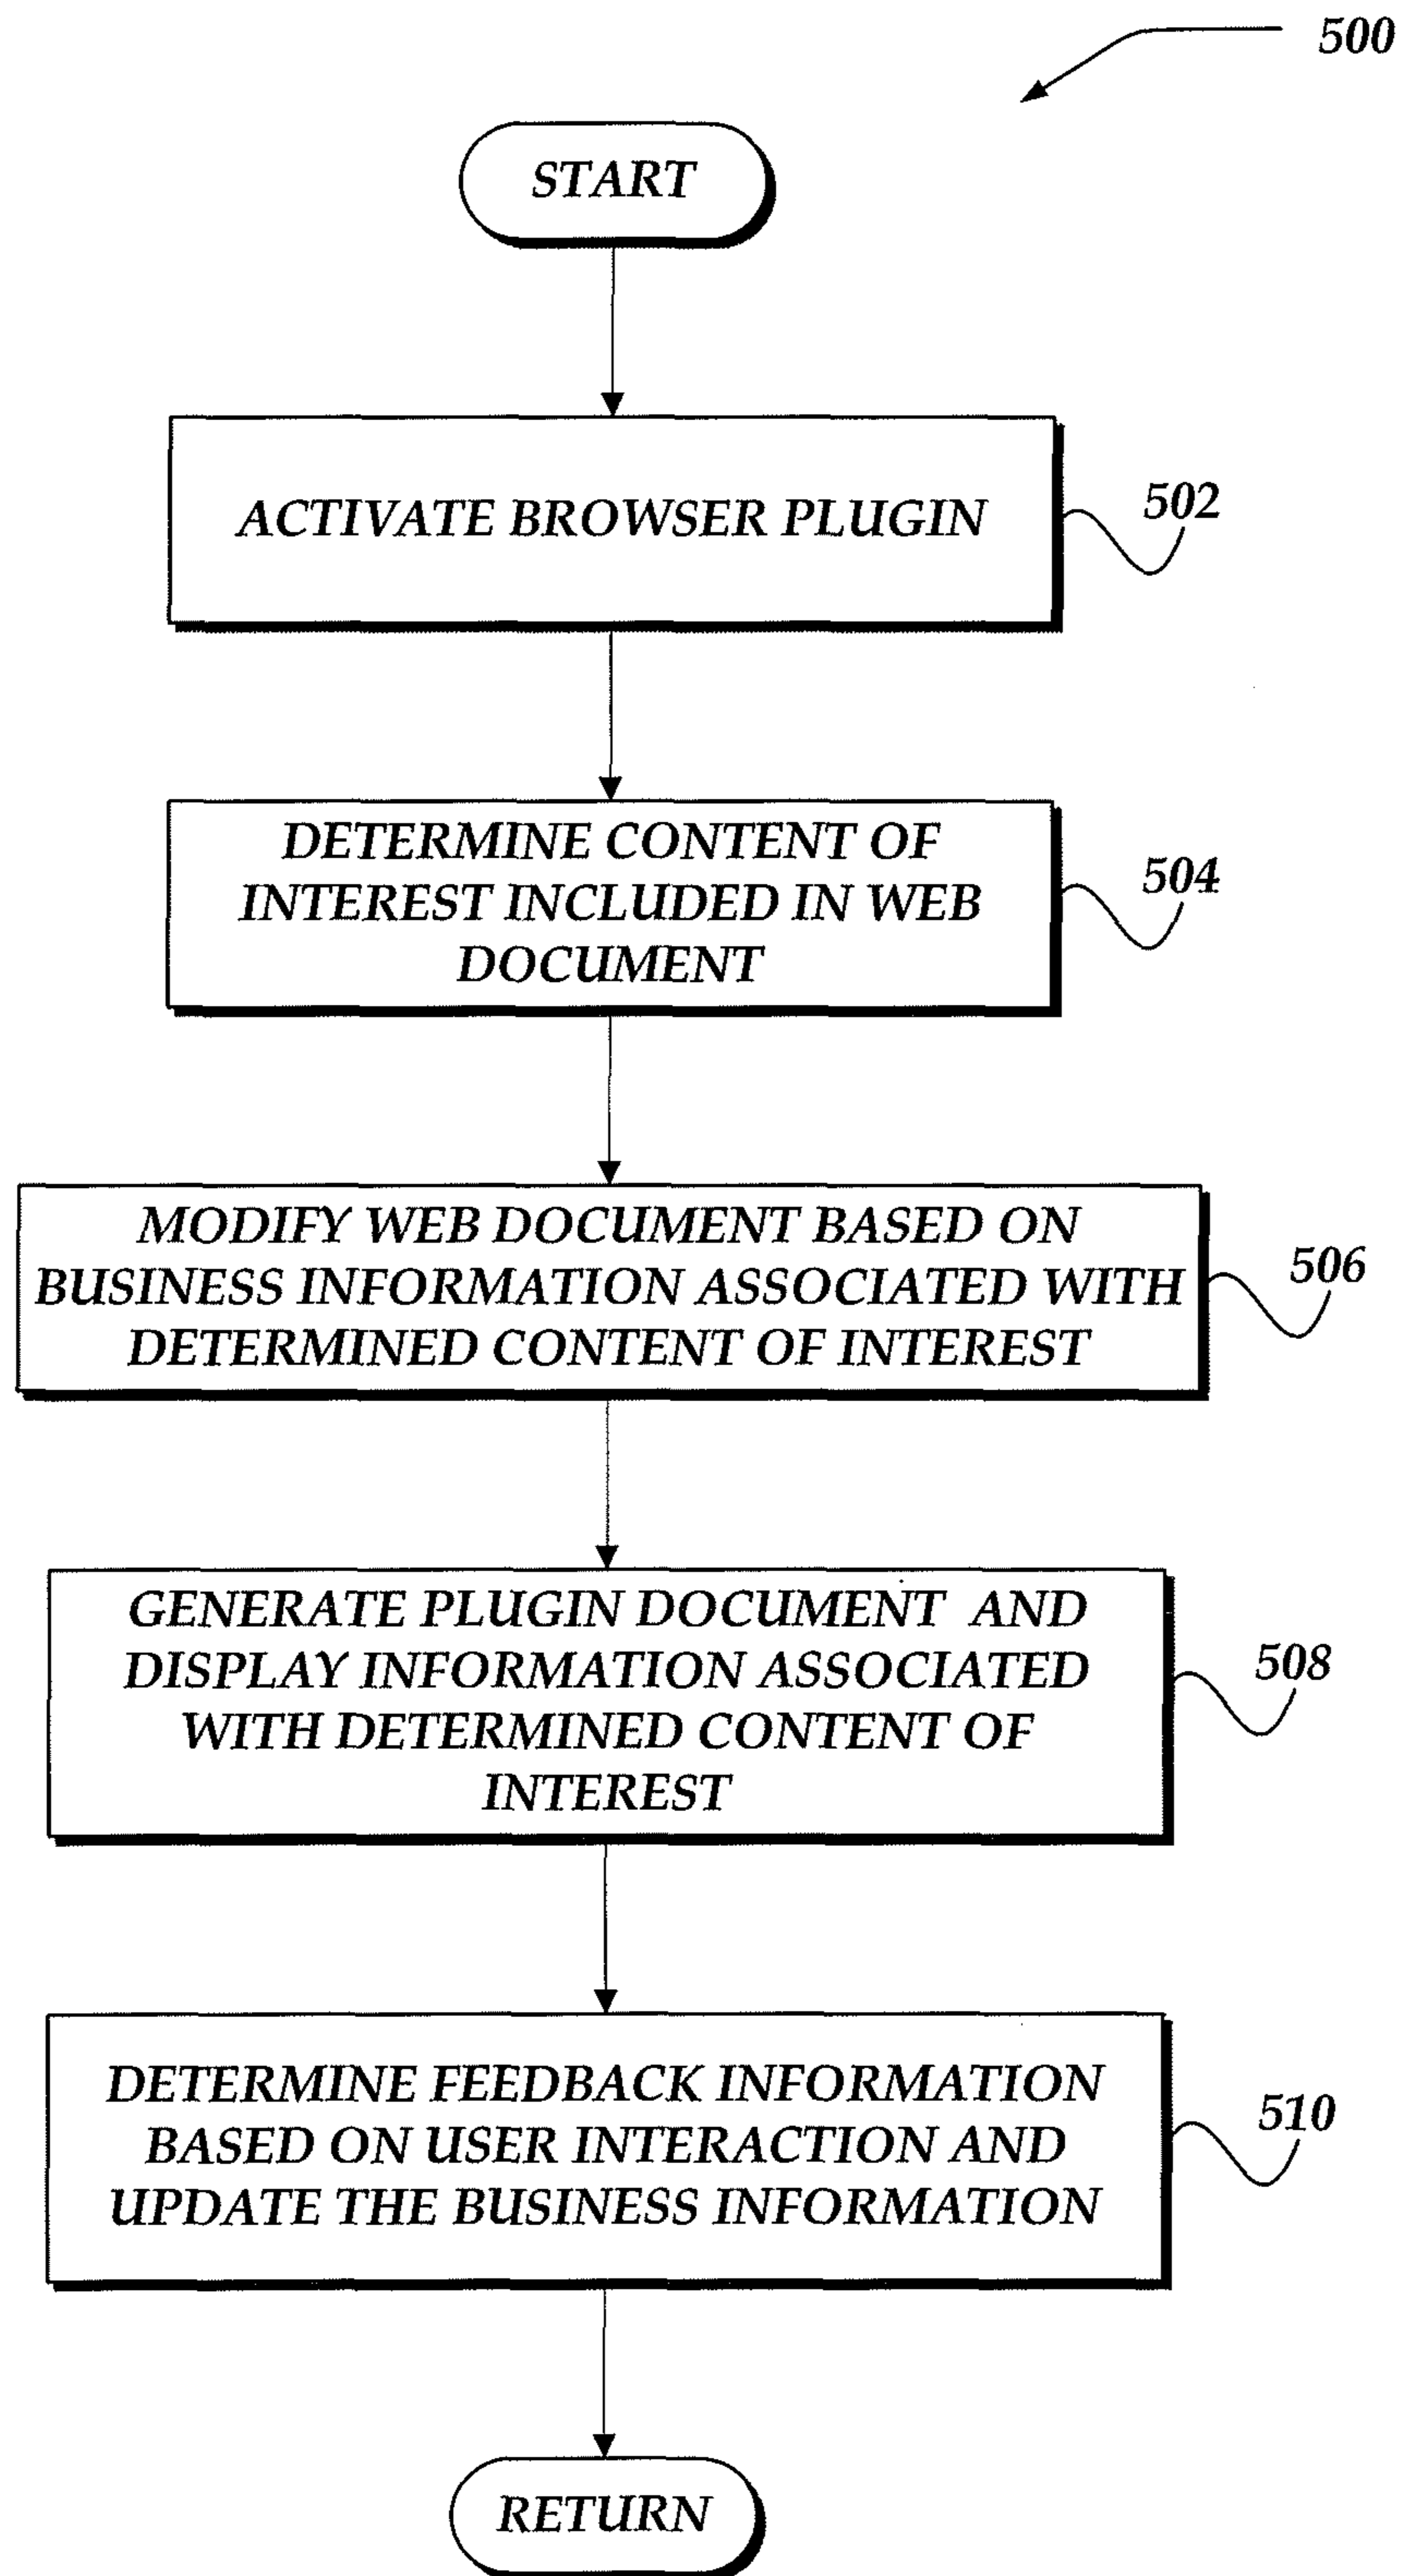 500
START
ACTIVATE BROWSER PLUGIN
502
DETERMINE CONTENT OF
INTEREST INCLUDED IN WEB
DOCUMENT
504
MODIFY WEB DOCUMENT BASED ON
BUSINESS INFORMATION ASSOCIATED WITH
DETERMINED CONTENT OF INTEREST
506
GENERATE PLUGIN DOCUMENT AND
DISPLAY INFORMATION ASSOCIATED
WITH DETERMINED CONTENT OF
INTEREST
508
DETERMINE FEEDBACK INFORMATION
BASED ON USER INTERACTION AND
UPDATE THE BUSINESS INFORMATION
510
RETURN